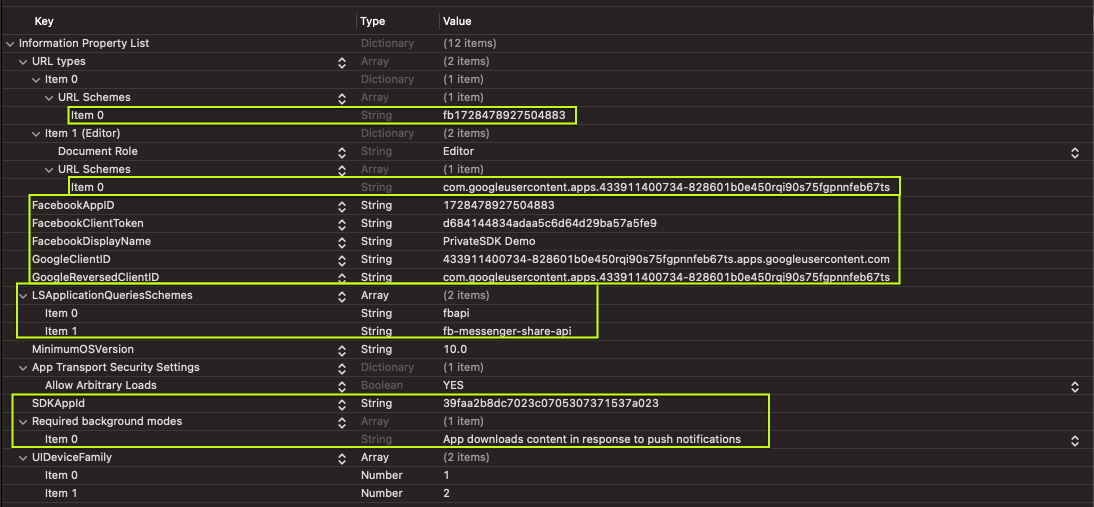 Key Type Value
Information Property List Dictionary (12 items)
URL types Array (2 items)
Item 0 Dictionary (1 item)
URL Schemes Array (1 item)
Item 0 String fb1728478927504883
Item 1 (Editor) Dictionary (2 items)
Document Role String Editor
URL Schemes Array (1 item)
Item 0 String com.googleusercontent.apps.433911400734-828601b0e450rqi90s75fgpnnfeb67ts
FacebookAppID String 1728478927504883
FacebookClientToken String d684144834adaa5c6d64d29ba57a5fe9
FacebookDisplayName String PrivateSDK Demo
GoogleClientID String 433911400734-828601b0e450rqi90s75fgpnnfeb67ts.apps.googleusercontent.com
GoogleReversedClientID String com.googleusercontent.apps.433911400734-828601b0e450rqi90s75fgpnnfeb67ts
LSApplicationQueriesSchemes Array (2 items)
Item 0 String fbapi
Item 1 String fb-messenger-share-api
MinimumOSVersion String 10.0
App Transport Security Settings Dictionary (1 item)
Allow Arbitrary Loads Boolean YES
SDKAppId String 39faa2b8dc7023c0705307371537a023
Required background modes Array (1 item)
Item 0 String App downloads content in response to push notifications
UIDeviceFamily Array (2 items)
Item 0 Number 1
Item 1 Number 2